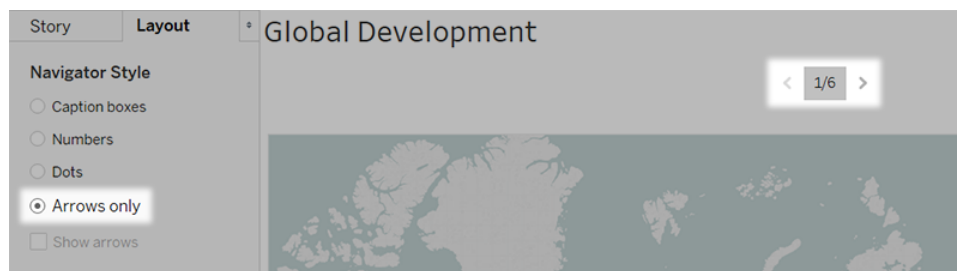 Story Layout
Global Development
Navigator Style
< 1/6 >
Caption boxes
Numbers
Dots
Arrows only
Show arrows